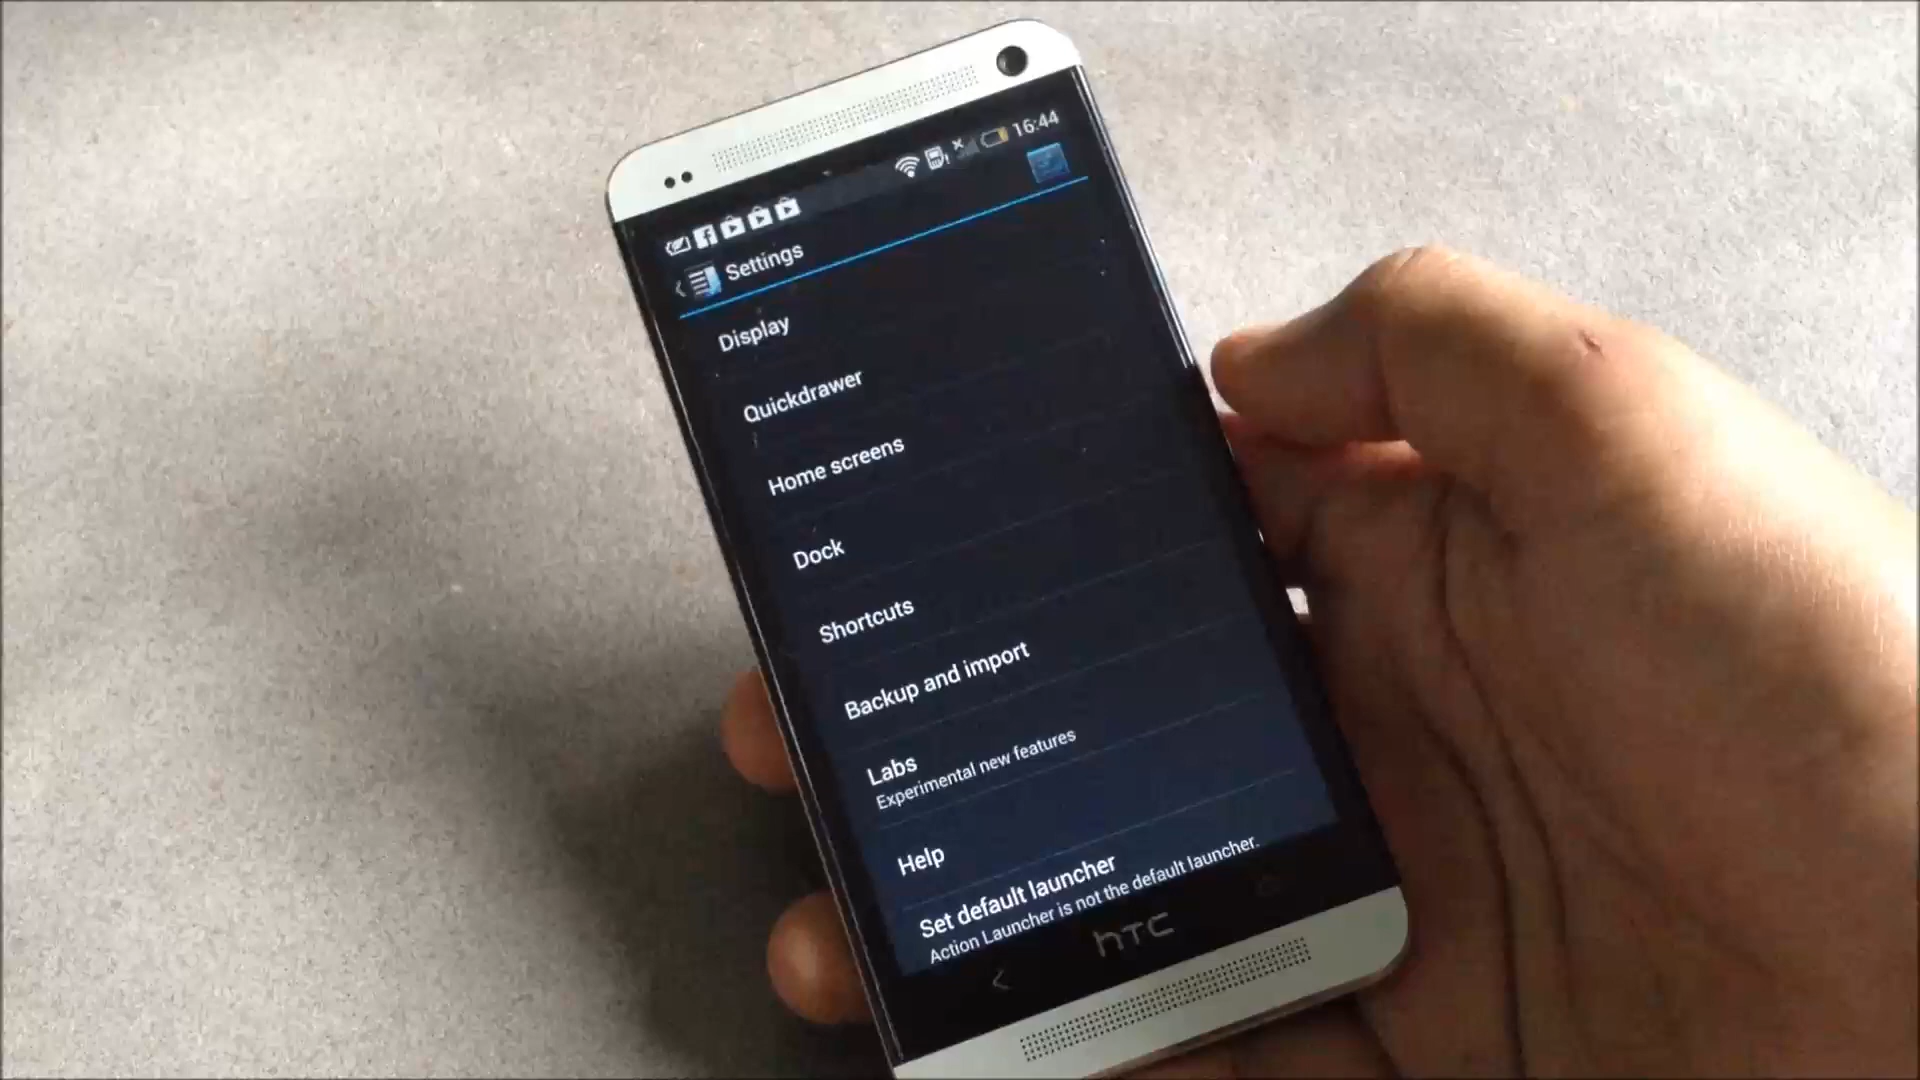 16:44
Settings
Display
Quickdrawer
Home screens
Dock
Shortcuts
Backup and import
Labs
Experimental new features
Help
Set default launcher
Action Launcher is not the default launcher.
hTC